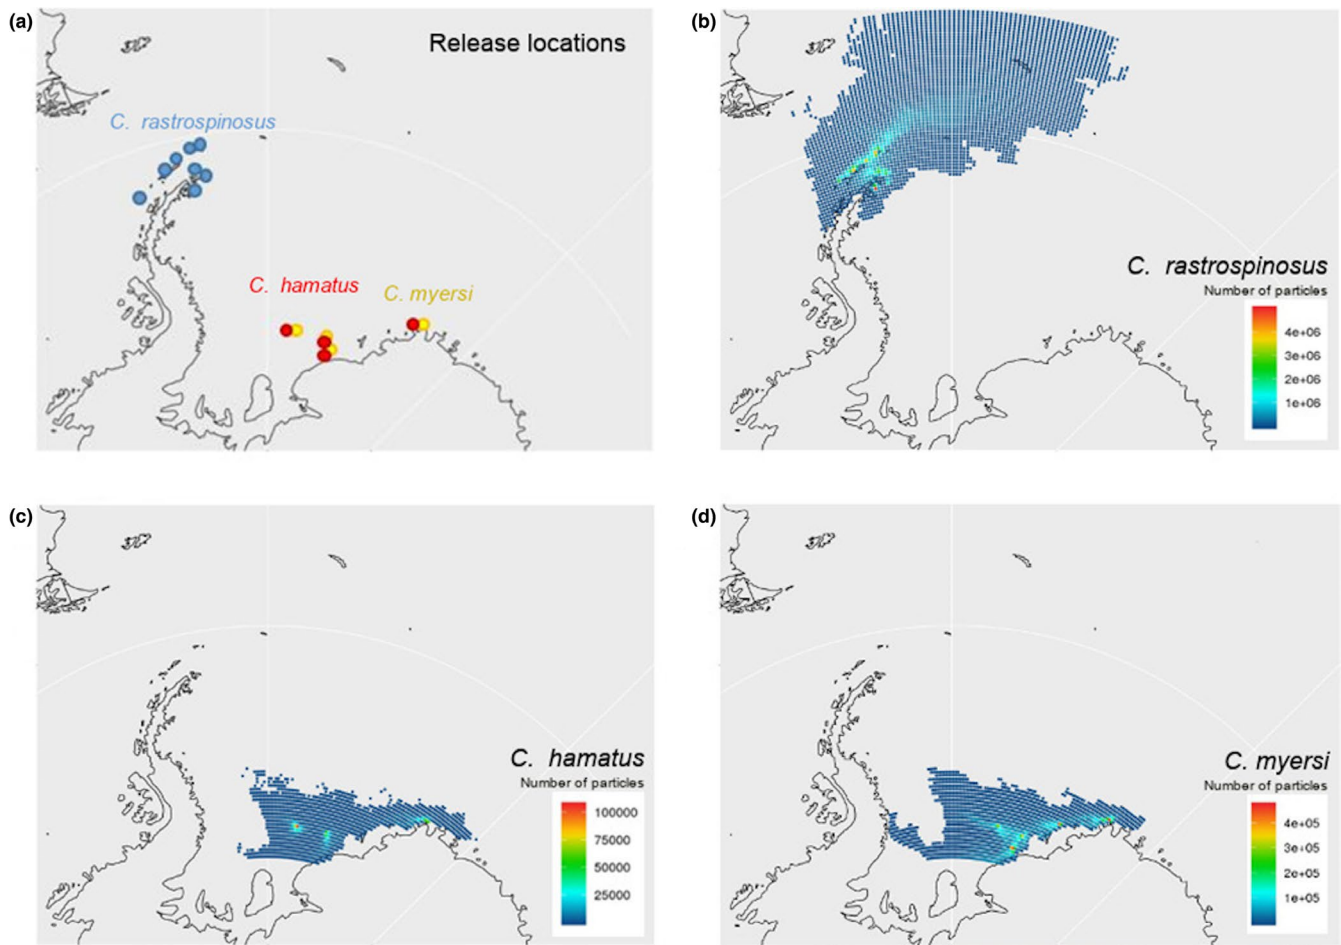 (a)
Release locations
C. rastrospinosus
C. hamatus
C. myersi
(b)
C. rastrospinosus
Number of particles
4e+06
3e+06
2e+06
1e+06
(c)
C. hamatus
Number of particles
100000
75000
50000
25000
(d)
C. myersi
Number of particles
4e+05
3e+05
2e+05
1e+05